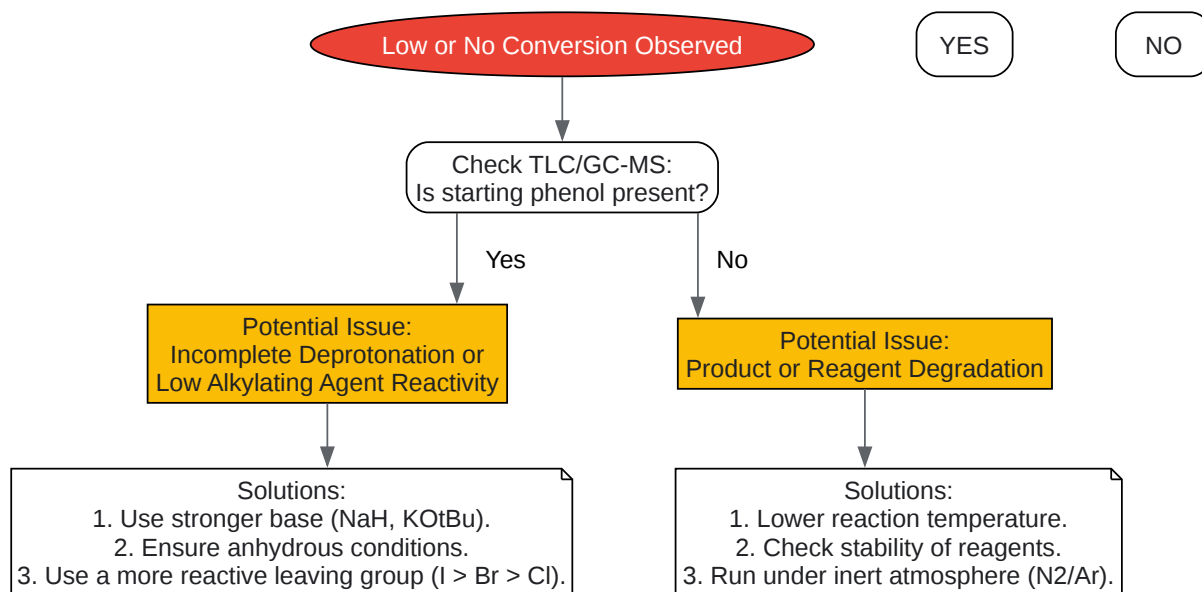 Low or No Conversion Observed
YES
NO
Check TLC/GC-MS:
Is starting phenol present?
Yes
No
Potential Issue:
Incomplete Deprotonation or
Low Alkylating Agent Reactivity
Potential Issue:
Product or Reagent Degradation
Solutions:
1. Use stronger base (NaH, KOtBu).
2. Ensure anhydrous conditions.
3. Use a more reactive leaving group (I > Br > Cl).
Solutions:
1. Lower reaction temperature.
2. Check stability of reagents.
3. Run under inert atmosphere (N2/Ar).